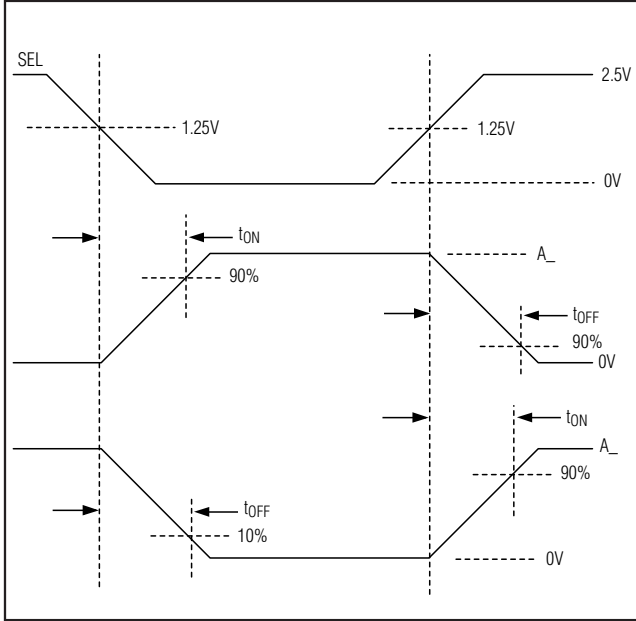 SEL
2.5V
1.25V
1.25V
0V
tON
A_
90%
tOFF
90%
0V
tON
A_
90%
tOFF
10%
0V